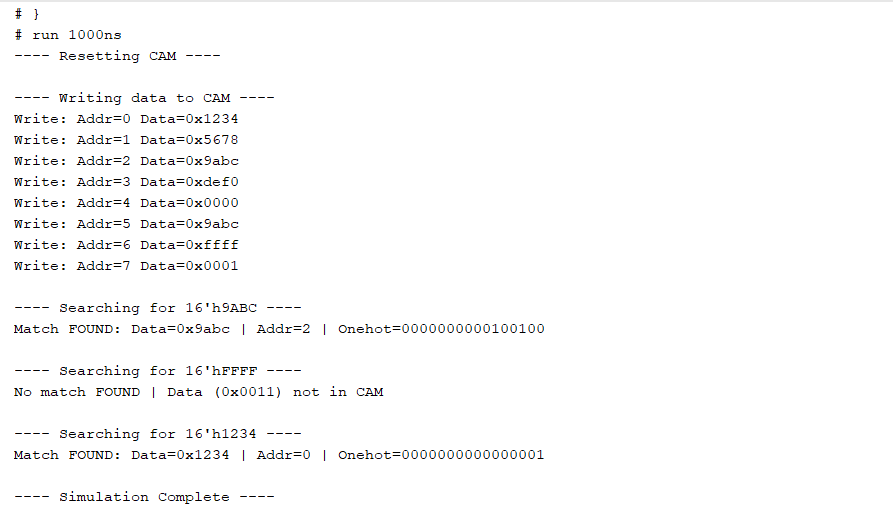 # }
# run 1000ns
---- Resetting CAM ----
---- Writing data to CAM ----
Write: Addr=0 Data=0x1234
Write: Addr=1 Data=0x5678
Write: Addr=2 Data=0x9abc
Write: Addr=3 Data=0xdef0
Write: Addr=4 Data=0x0000
Write: Addr=5 Data=0x9abc
Write: Addr=6 Data=0xffff
Write: Addr=7 Data=0x0001
---- Searching for 16'h9ABC ----
Match FOUND: Data=0x9abc | Addr=2 | Onehot=0000000000100100
---- Searching for 16'hFFFF ----
No match FOUND | Data (0x0011) not in CAM
---- Searching for 16'h1234 ----
Match FOUND: Data=0x1234 | Addr=0 | Onehot=0000000000000001
---- Simulation Complete ----